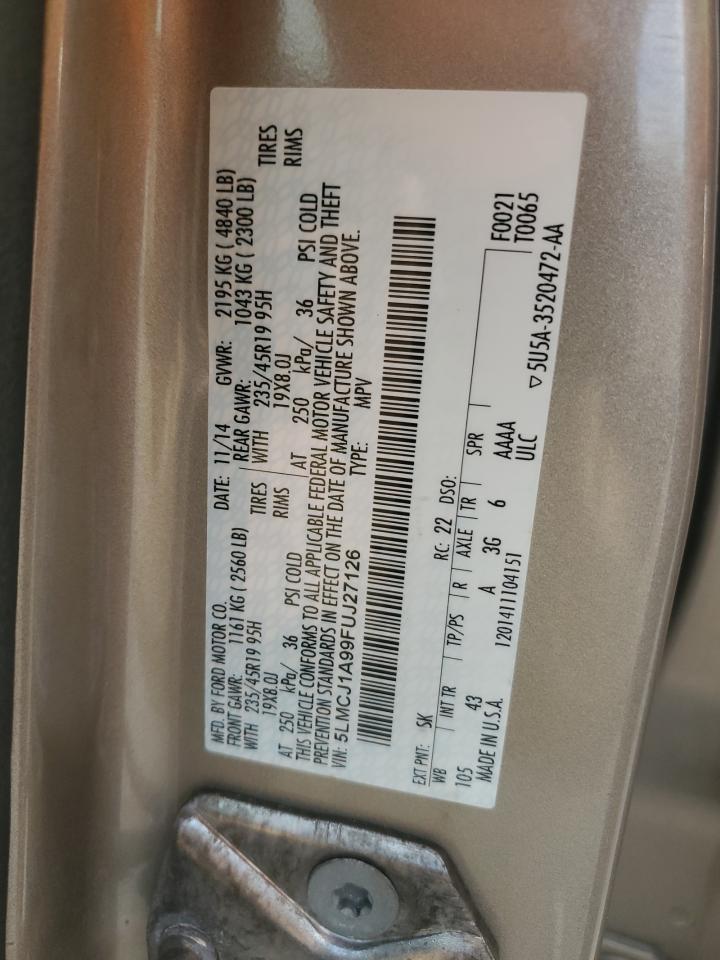 MFD. BY FORD MOTOR CO. DATE: 11/14 GVWR: 2195 KG ( 4840 LB)
FRONT GAWR: 1161 KG ( 2560 LB) REAR GAWR: 1043 KG ( 2300 LB)
WITH 235/45R19 95H TIRES WITH 235/45R19 95H TIRES
19X8.0J RIMS 19X8.0J RIMS
AT 250 kPa/ 36 PSI COLD AT 250 kPa/ 36 PSI COLD
THIS VEHICLE CONFORMS TO ALL APPLICABLE FEDERAL MOTOR VEHICLE SAFETY AND THEFT
PREVENTION STANDARDS IN EFFECT ON THE DATE OF MANUFACTURE SHOWN ABOVE.
VIN: 5LMCJ1A99FUJ27126 TYPE: MPV
EXT PNT: SK RC: 22 DSO:
WB INT TR TP/PS R AXLE TR SPR F0021
105 43 A 3G 6 AAAA T0065
MADE IN U.S.A. 1201411104151 ULC ▽5U5A-3520472-AA